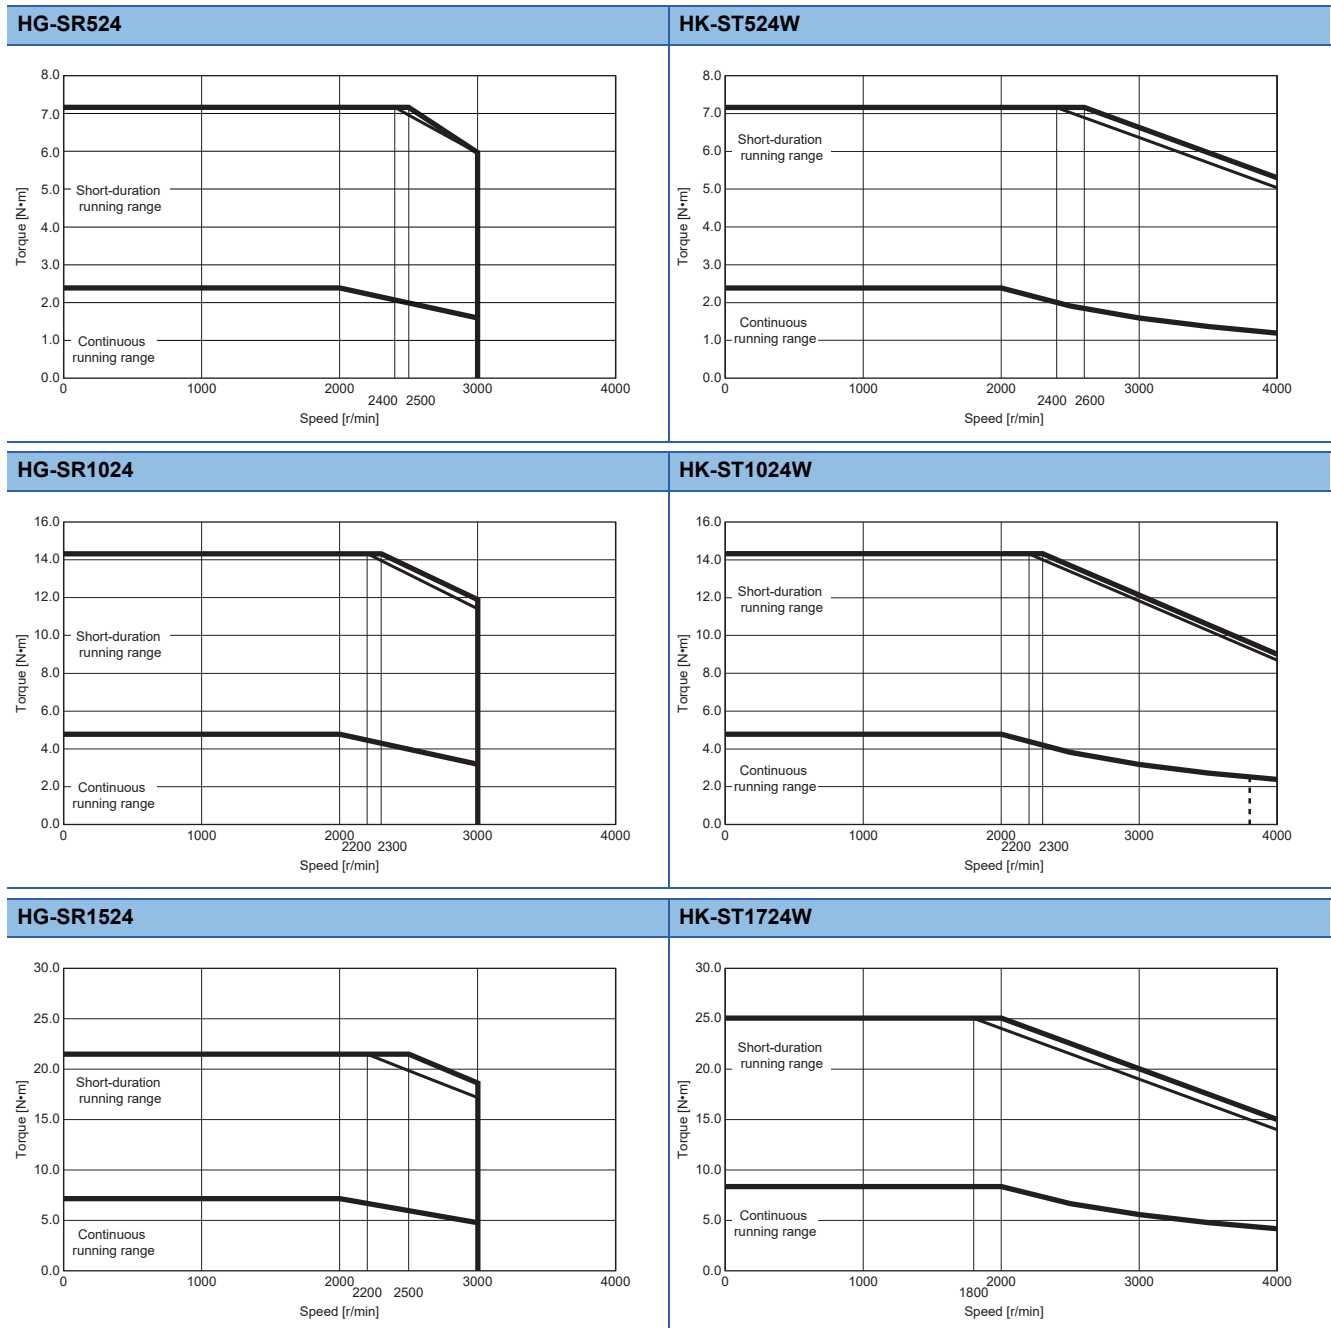 HG-SR524
HK-ST524W
8.0
7.0
6.0
5.0
4.0
3.0
2.0
1.0
0.0
Torque [N•m]
Short-duration
running range
Continuous
running range
0
1000
2000
3000
4000
2400
2500
Speed [r/min]
8.0
7.0
6.0
5.0
4.0
3.0
2.0
1.0
0.0
Torque [N•m]
Short-duration
running range
Continuous
running range
0
1000
2000
3000
4000
2400
2600
Speed [r/min]
HG-SR1024
HK-ST1024W
16.0
14.0
12.0
10.0
8.0
6.0
4.0
2.0
0.0
Torque [N•m]
Short-duration
running range
Continuous
running range
0
1000
2000
3000
4000
2200
2300
Speed [r/min]
16.0
14.0
12.0
10.0
8.0
6.0
4.0
2.0
0.0
Torque [N•m]
Short-duration
running range
Continuous
running range
0
1000
2000
3000
4000
2200
2300
Speed [r/min]
HG-SR1524
HK-ST1724W
30.0
25.0
20.0
15.0
10.0
5.0
0.0
Torque [N•m]
Short-duration
running range
Continuous
running range
0
1000
2000
3000
4000
2200
2500
Speed [r/min]
30.0
25.0
20.0
15.0
10.0
5.0
0.0
Torque [N•m]
Short-duration
running range
Continuous
running range
0
1000
2000
3000
4000
1800
Speed [r/min]